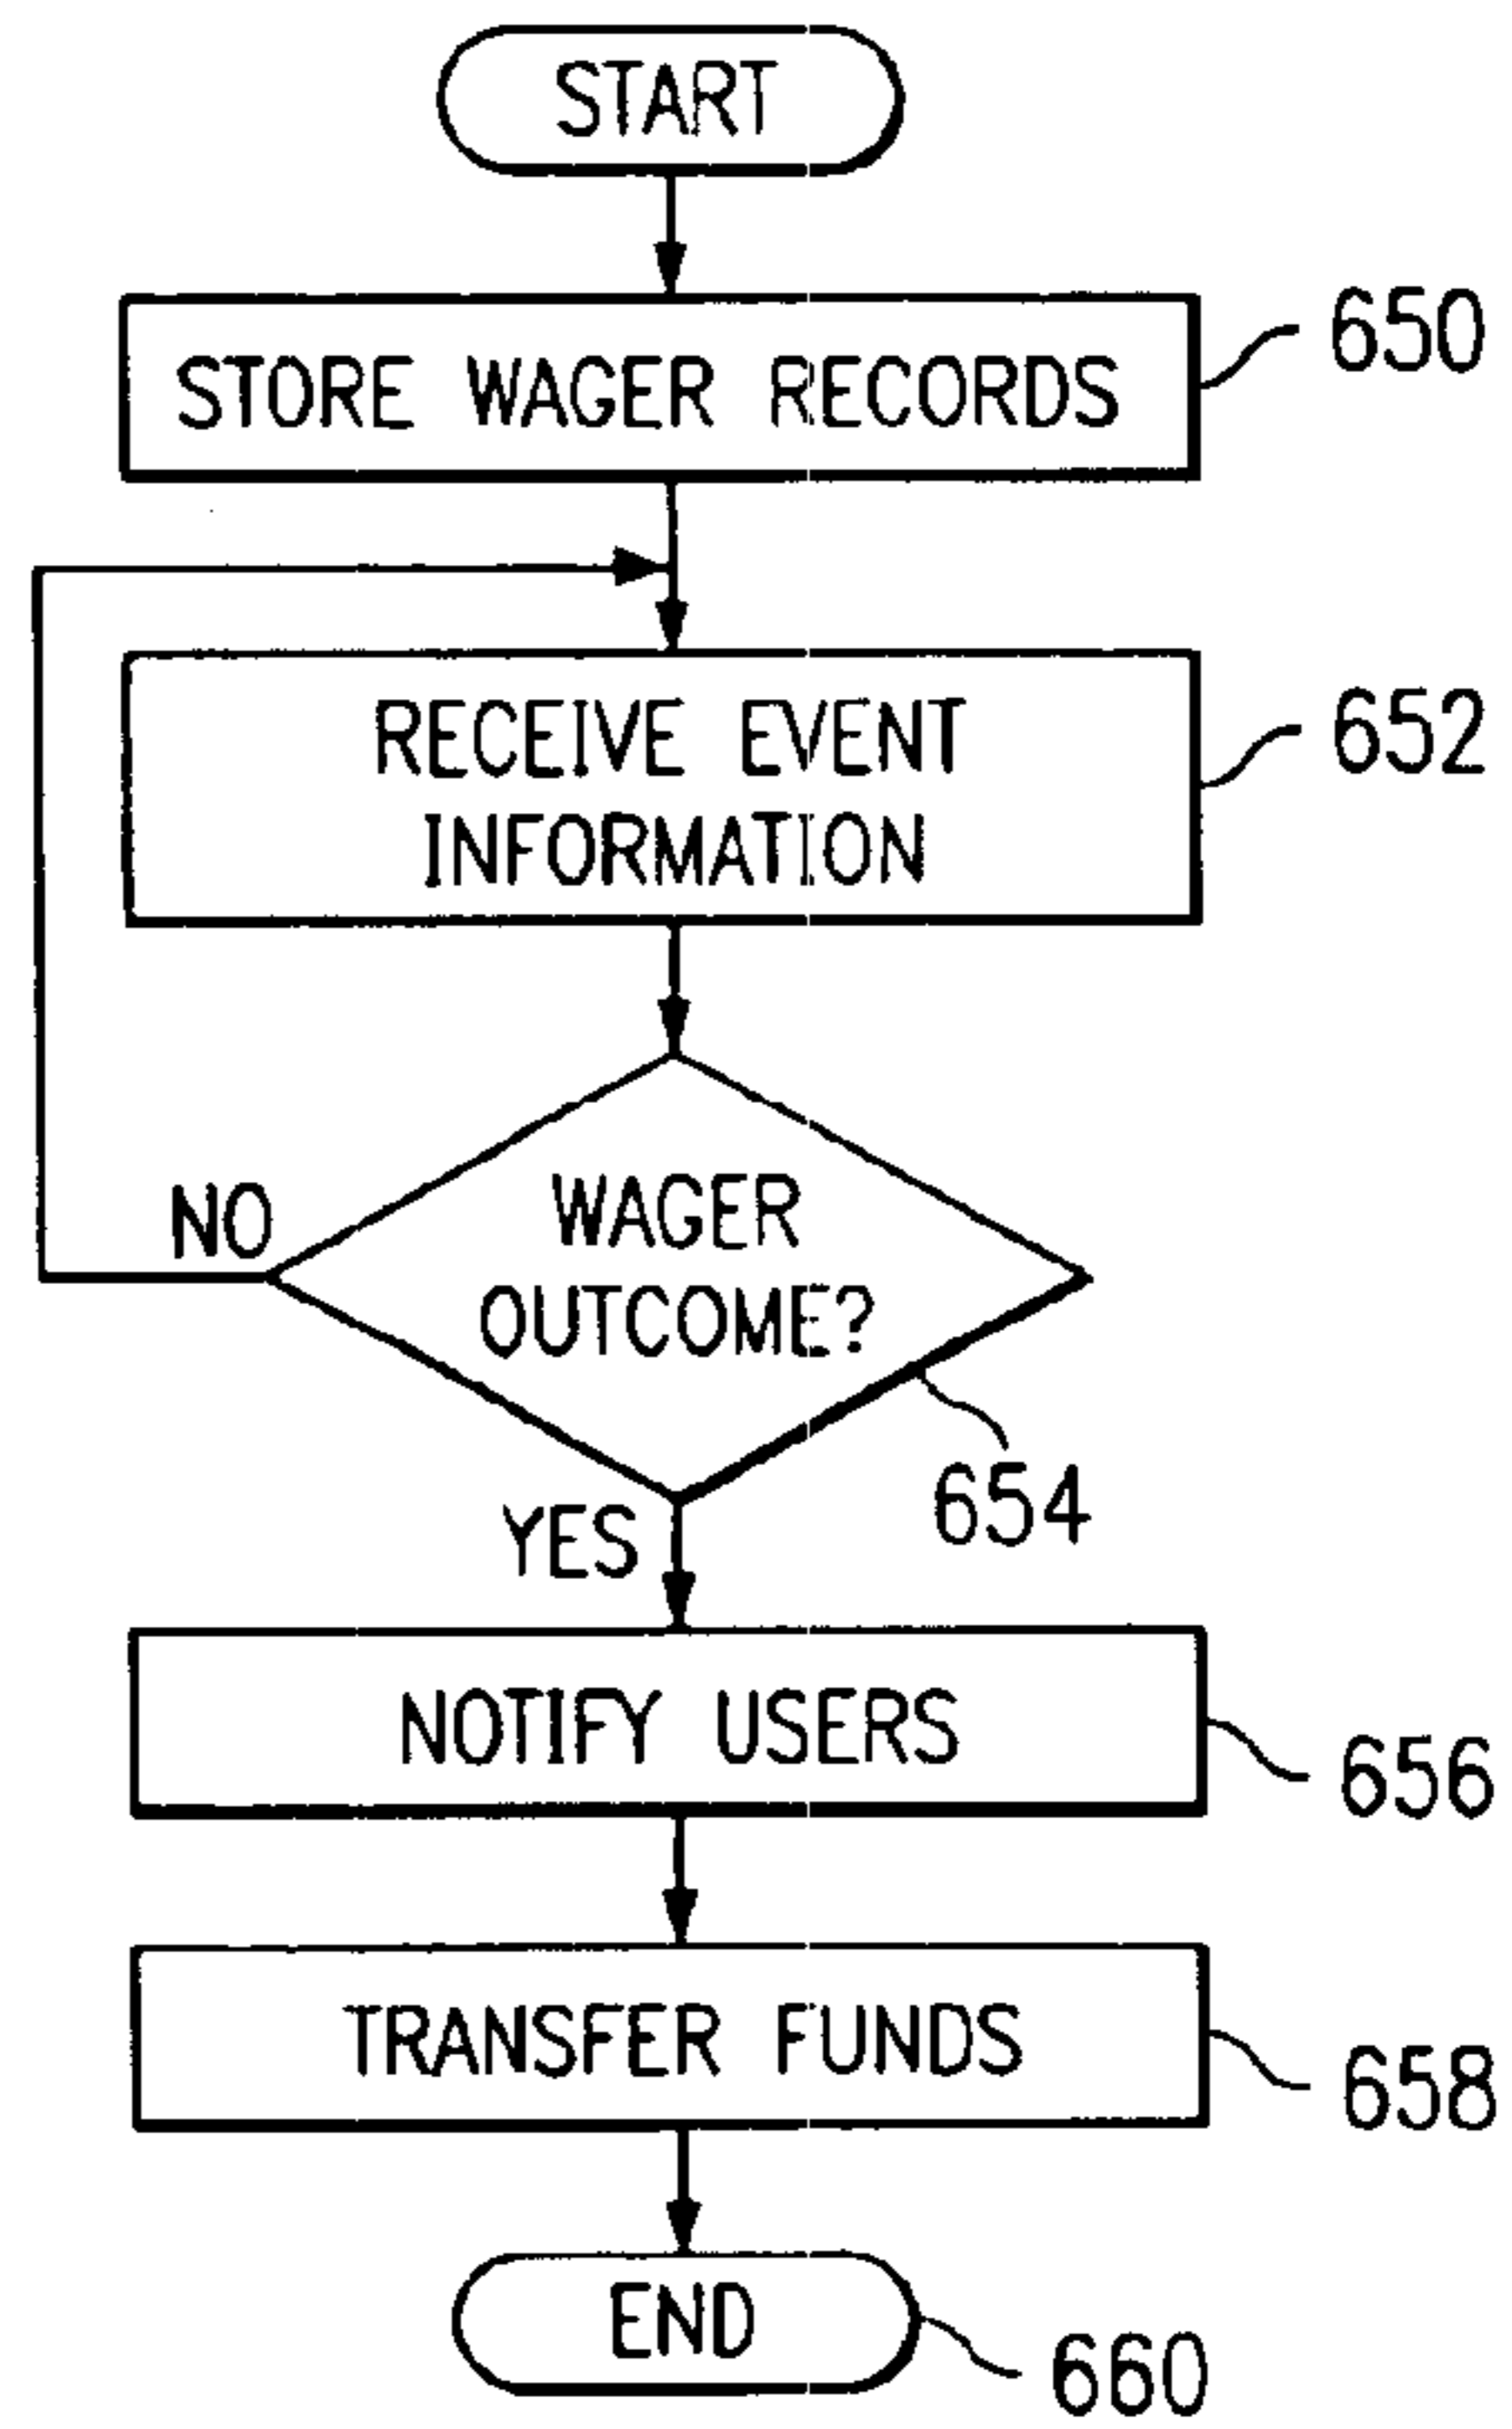 START
STORE WAGER RECORDS
650
RECEIVE EVENT
INFORMATION
652
NO
WAGER
OUTCOME?
654
YES
NOTIFY USERS
656
TRANSFER FUNDS
658
END
660